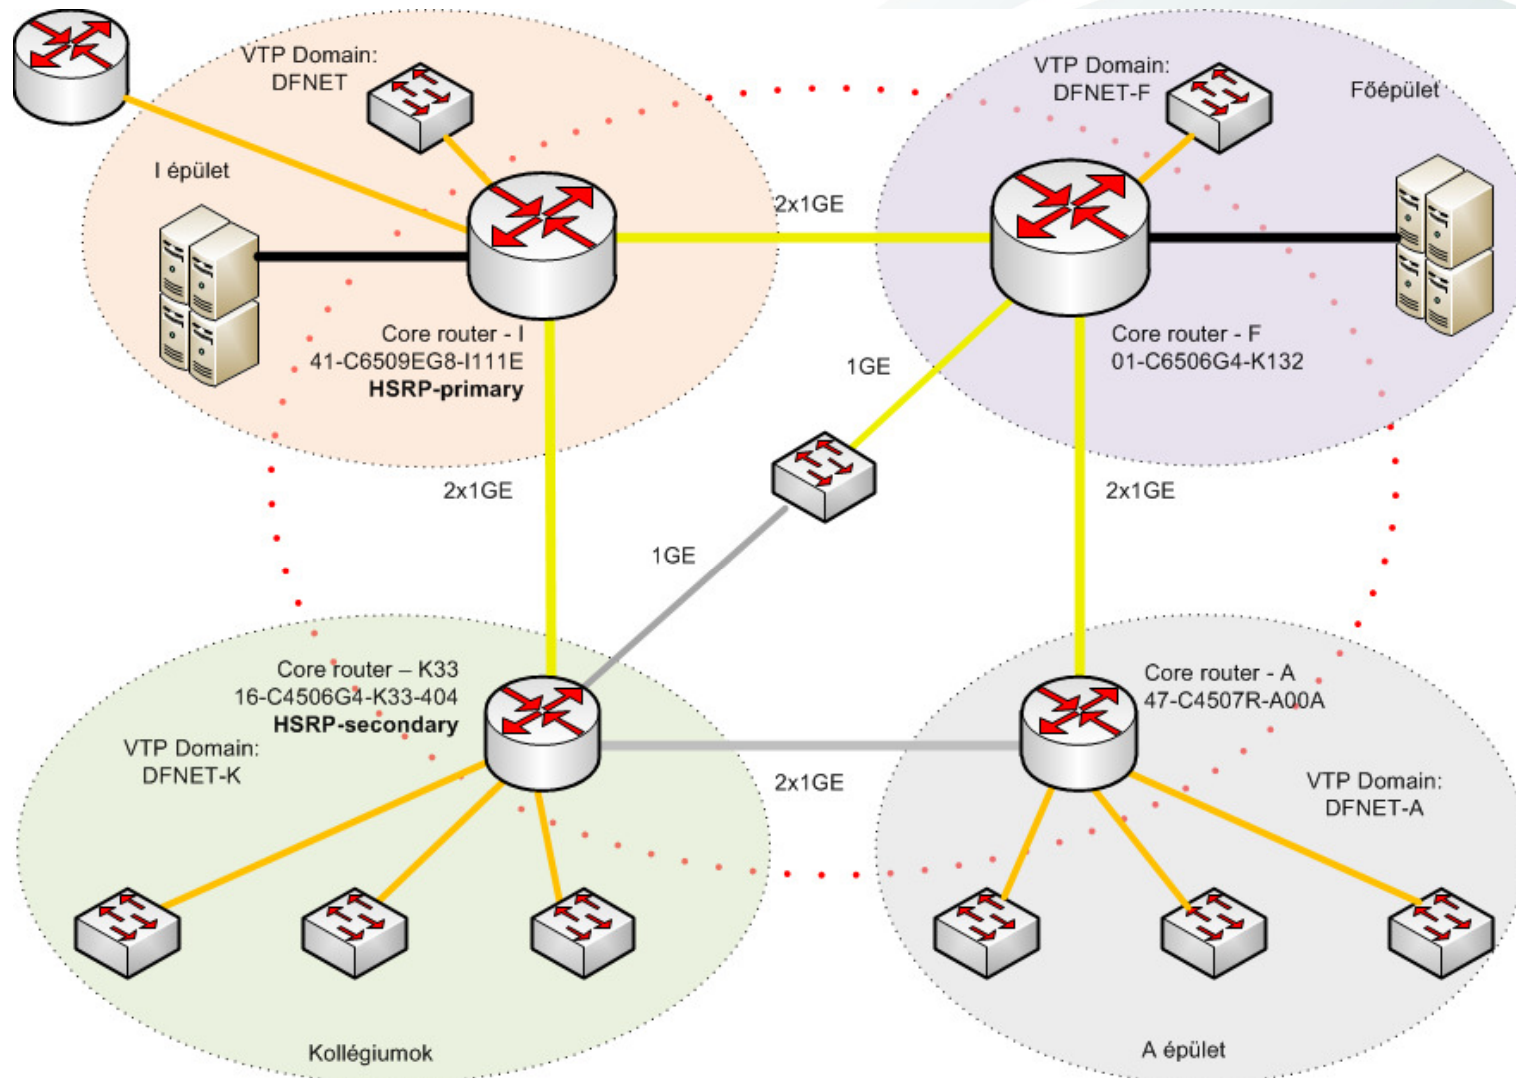 VTP Domain:
DFNET
I épület
Core router - I
41-C6509EG8-I111E
HSRP-primary
2x1GE
VTP Domain:
DFNET-F
Főépület
Core router - F
01-C6506G4-K132
1GE
2x1GE
2x1GE
1GE
Core router – K33
16-C4506G4-K33-404
HSRP-secondary
VTP Domain:
DFNET-K
Kollégiumok
2x1GE
Core router - A
47-C4507R-A00A
VTP Domain:
DFNET-A
A épület